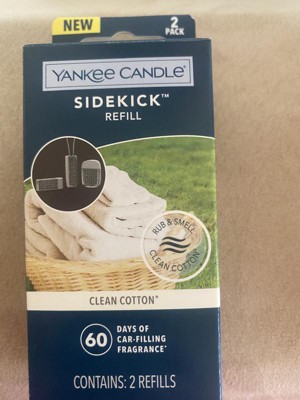 NEW
2
PACK
YANKEE CANDLE®
SIDEKICK™
REFILL
RUB & SMELL
CLEAN COTTON
CLEAN COTTON™
60
DAYS OF
CAR-FILLING
FRAGRANCE*
CONTAINS: 2 REFILLS